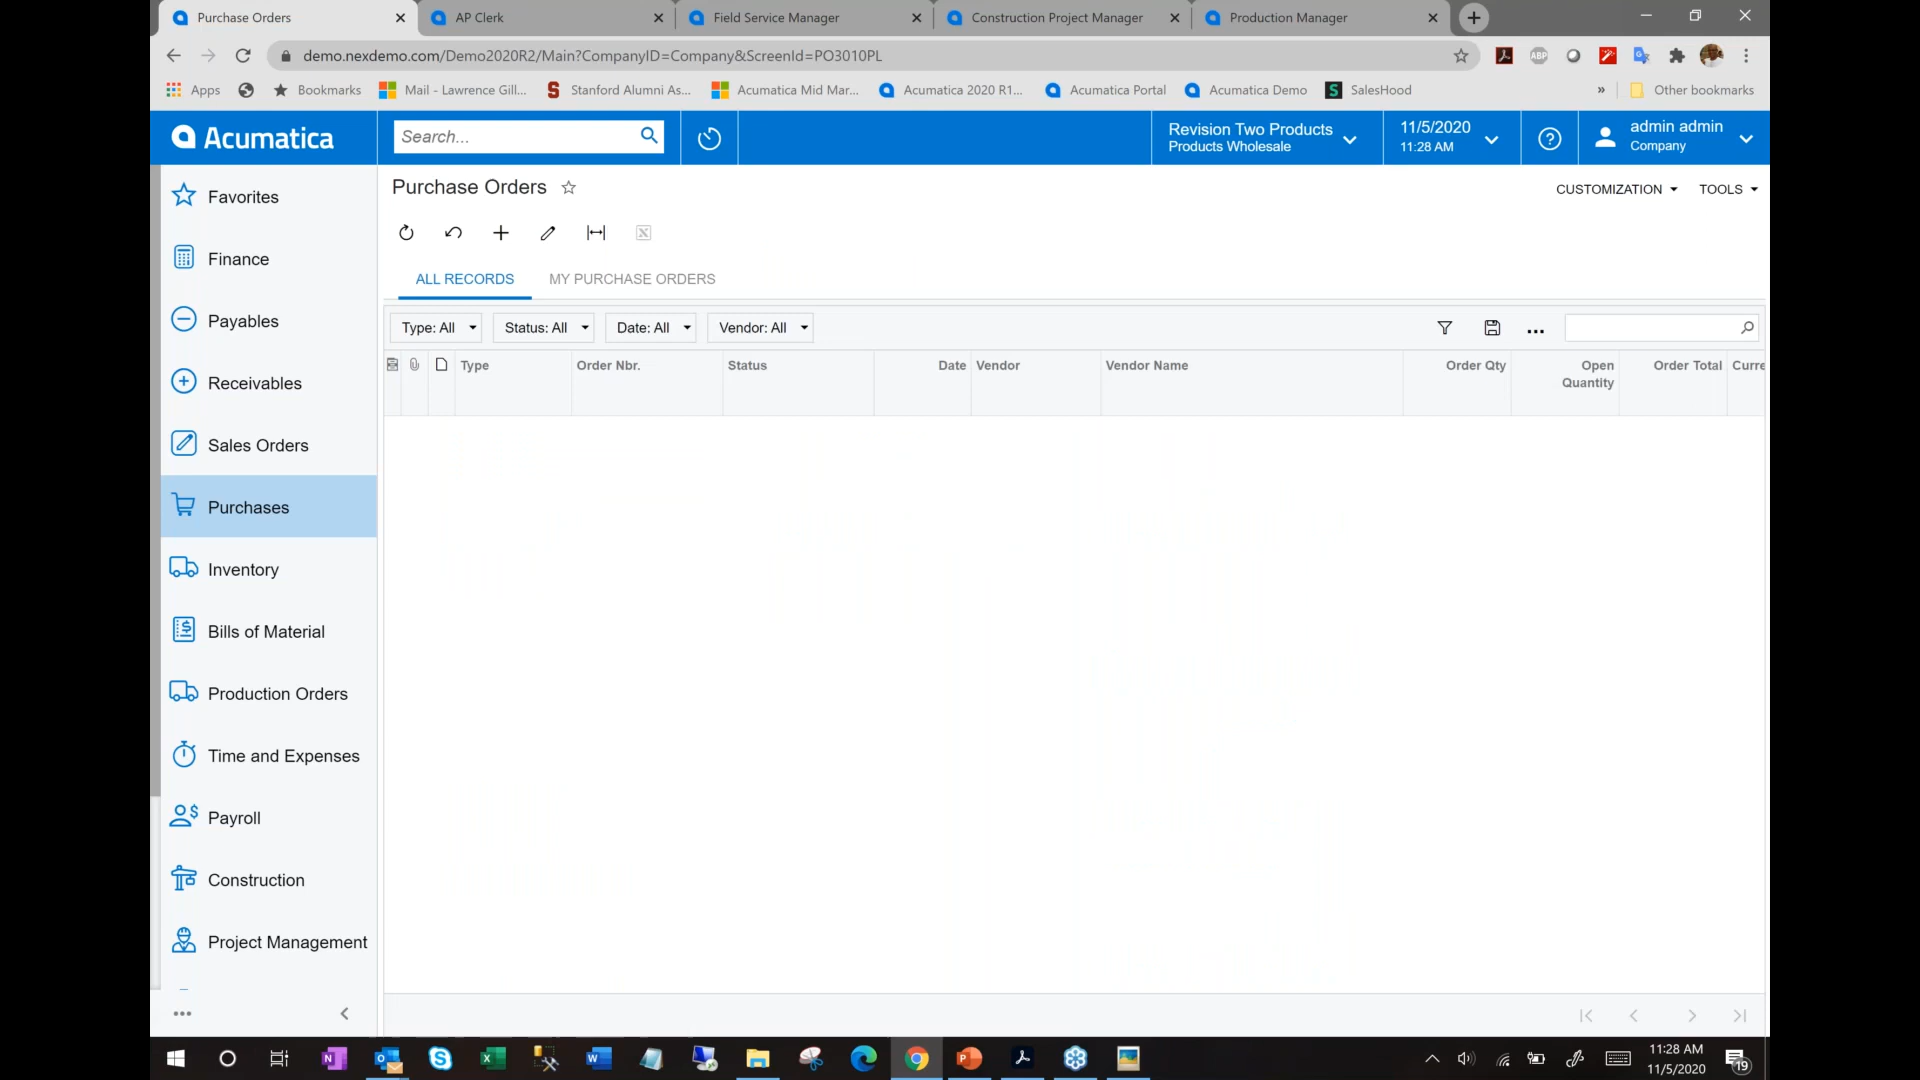 Purchase Orders
AP Clerk
Field Service Manager
Construction Project Manager
Production Manager
demo.nexdemo.com/Demo2020R2/Main?CompanyID=Company&ScreenId=PO3010PL
ABP
Apps
Bookmarks
Mail - Lawrence Gill...
Stanford Alumni As...
Acumatica Mid Mar...
Acumatica 2020 R1...
Acumatica Portal
Acumatica Demo
SalesHood
»
Other bookmarks
Acumatica
Search...
Revision Two Products
Products Wholesale
11/5/2020
11:28 AM
admin admin
Company
Favorites
Finance
Payables
Receivables
Sales Orders
Purchases
Inventory
Bills of Material
Production Orders
Time and Expenses
Payroll
Construction
Project Management
Purchase Orders
CUSTOMIZATION
TOOLS
ALL RECORDS
MY PURCHASE ORDERS
Type: All
Status: All
Date: All
Vendor: All
Type
Order Nbr.
Status
Date
Vendor
Vendor Name
Order Qty
Open
Quantity
Order Total
Curre
11:28 AM
11/5/2020
19